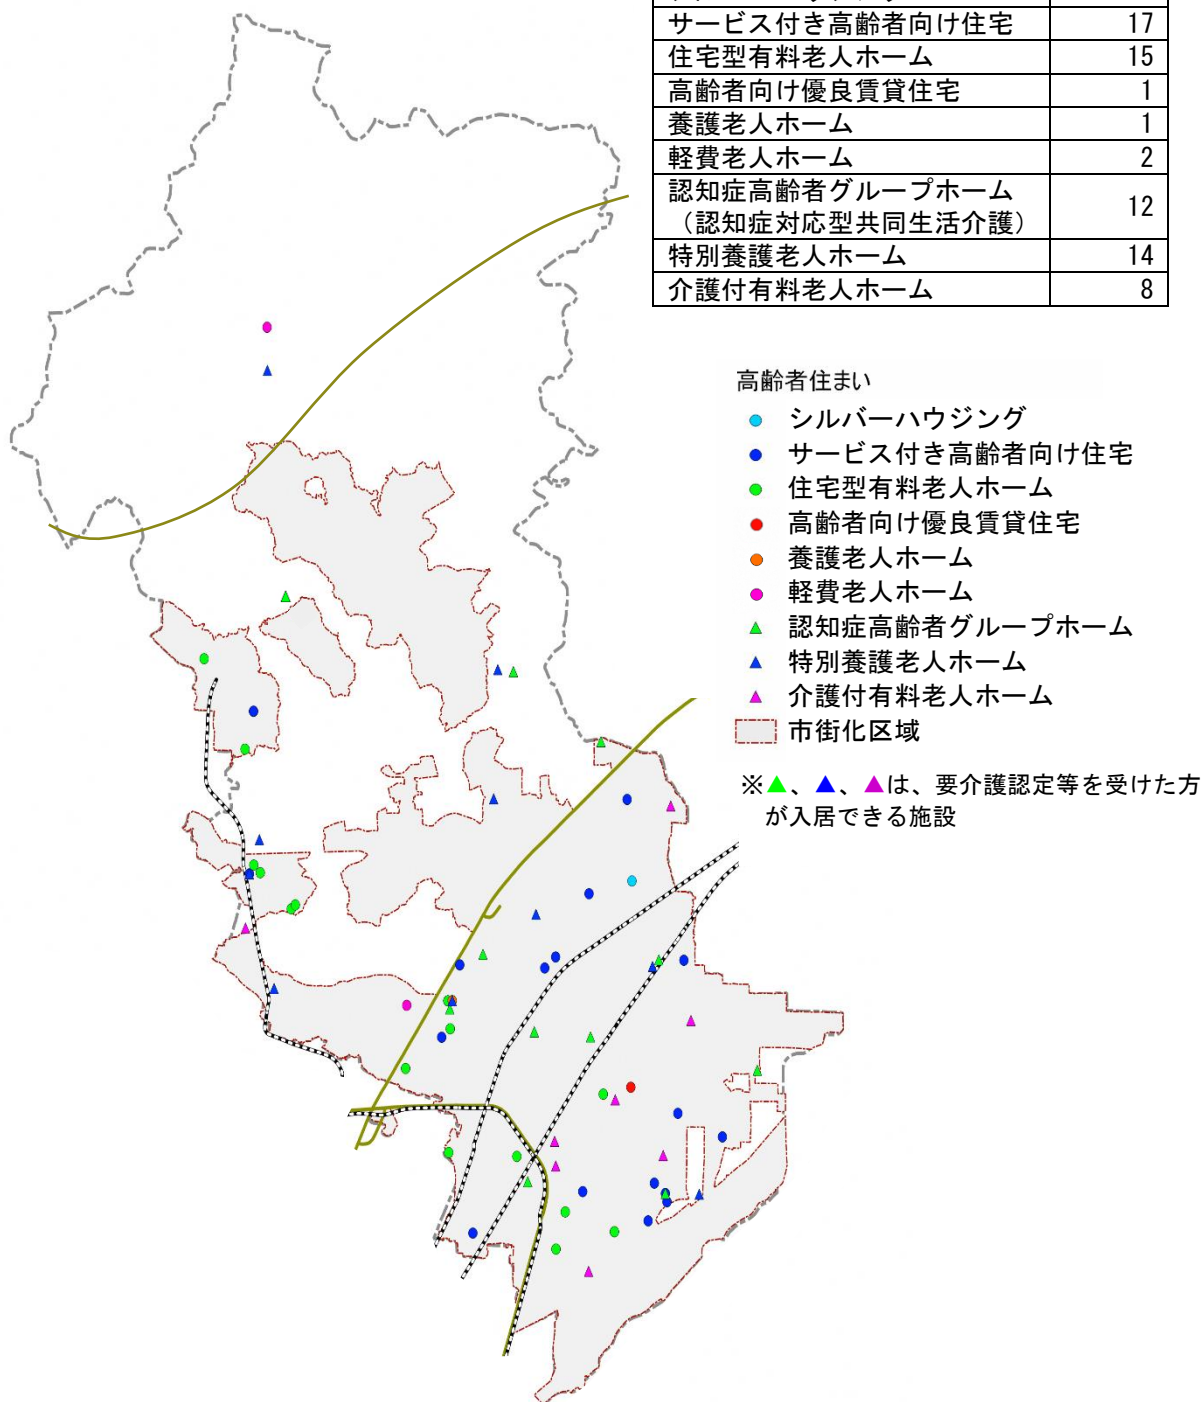 サービス付き高齢者向け住宅 17
住宅型有料老人ホーム 15
高齢者向け優良賃貸住宅 1
養護老人ホーム 1
軽費老人ホーム 2
認知症高齢者グループホーム
（認知症対応型共同生活介護） 12
特別養護老人ホーム 14
介護付有料老人ホーム 8
高齢者住まい
シルバーハウジング
サービス付き高齢者向け住宅
住宅型有料老人ホーム
高齢者向け優良賃貸住宅
養護老人ホーム
軽費老人ホーム
認知症高齢者グループホーム
特別養護老人ホーム
介護付有料老人ホーム
市街化区域
※▲、▲、▲は、要介護認定等を受けた方
が入居できる施設